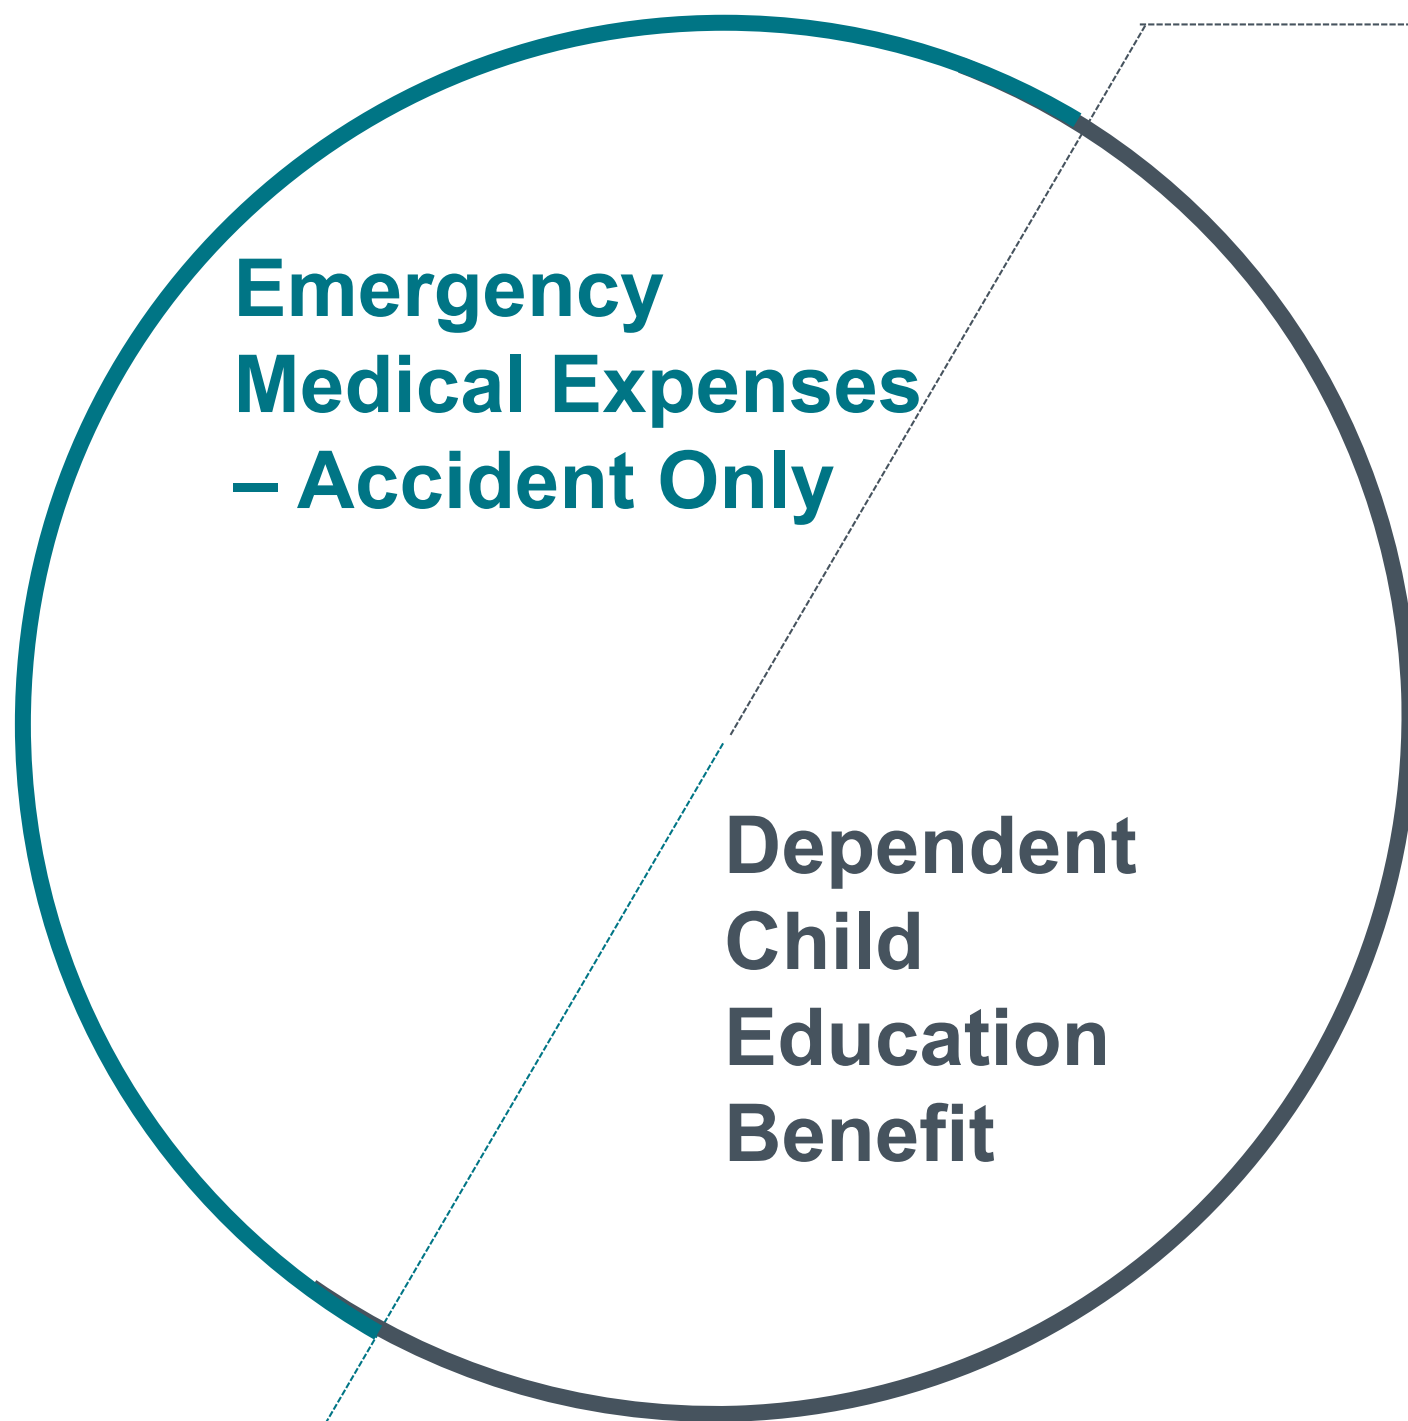 Emergency
Medical Expenses
– Accident Only
Dependent
Child
Education
Benefit